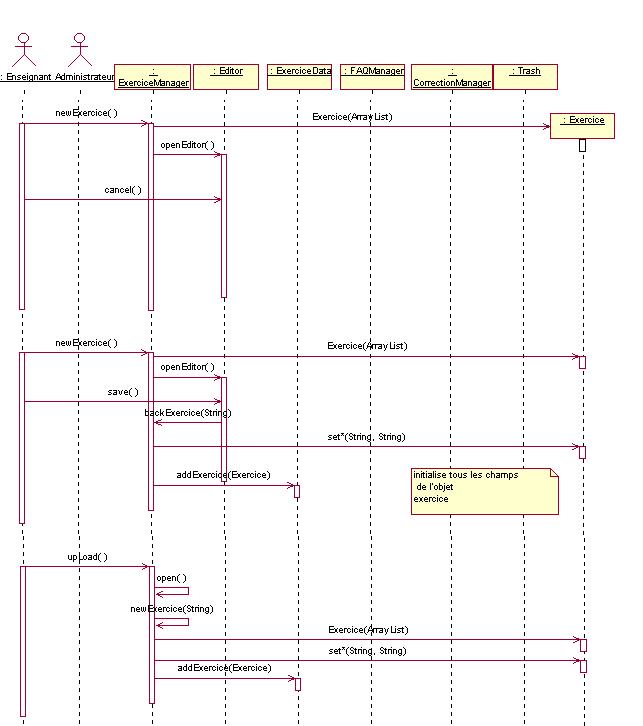 : Enseignant
Administrateur
:
ExerciceManager
: Editor
: ExerciceData
: FAQManager
:
CorrectionManager
: Trash
newExercice( )
Exercice(ArrayList)
: Exercice
openEditor( )
cancel( )
newExercice( )
Exercice(ArrayList)
openEditor( )
save( )
backExercice(String)
set*(String, String)
addExercice(Exercice)
initialise tous les champs
de l'objet
exercice
upLoad( )
open( )
newExercice(String)
Exercice(ArrayList)
set*(String, String)
addExercice(Exercice)